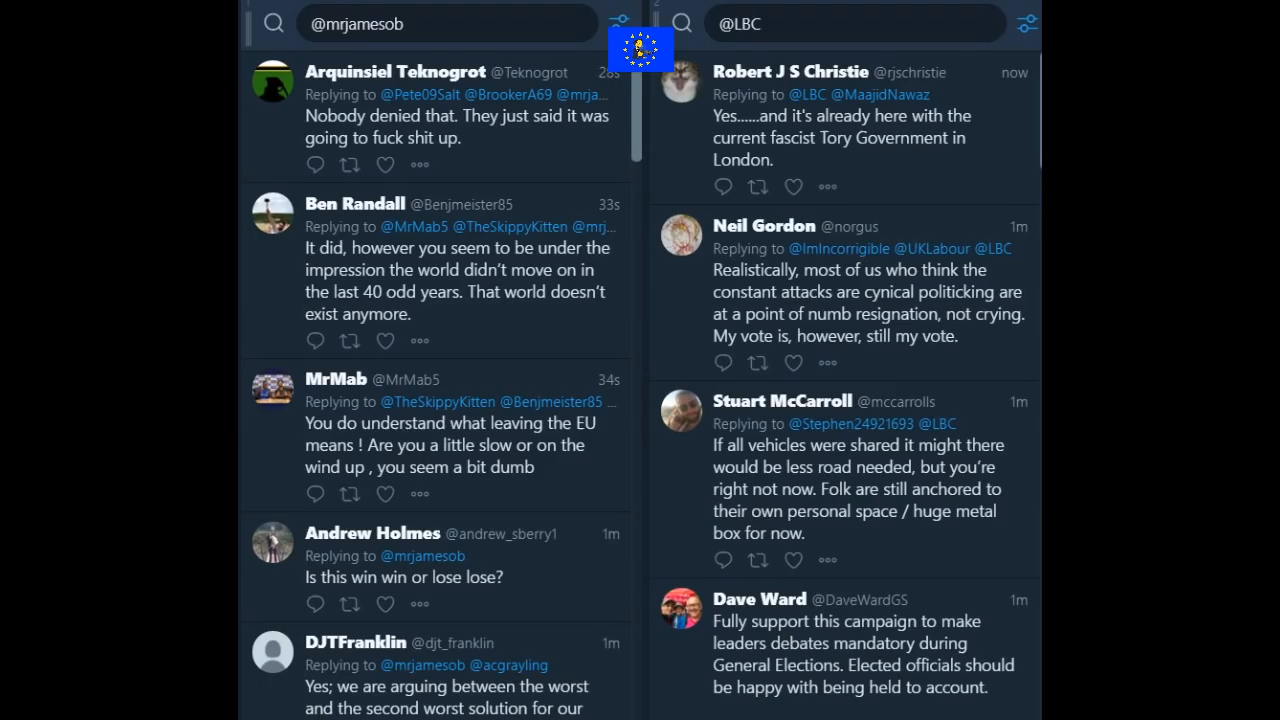 @mrjamesob
Arquinsiel Teknogrot @Teknogrot 28s
Replying to @Pete09Salt @BrookerA69 @mrja...
Nobody denied that. They just said it was
going to fuck shit up.
Ben Randall @Benjmeister85 33s
Replying to @MrMab5 @TheSkippyKitten @mrj...
It did, however you seem to be under the
impression the world didn't move on in
the last 40 odd years. That world doesn't
exist anymore.
MrMab @MrMab5 34s
Replying to @TheSkippyKitten @Benjmeister85 ...
You do understand what leaving the EU
means ! Are you a little slow or on the
wind up , you seem a bit dumb
Andrew Holmes @andrew_sberry1 1m
Replying to @mrjamesob
Is this win win or lose lose?
DJTFranklin @djt_franklin 1m
Replying to @mrjamesob @acgrayling
Yes; we are arguing between the worst
and the second worst solution for our
@LBC
Robert J S Christie @rjschristie now
Replying to @LBC @MaajidNawaz
Yes......and it's already here with the
current fascist Tory Government in
London.
Neil Gordon @norgus 1m
Replying to @ImIncorrigible @UKLabour @LBC
Realistically, most of us who think the
constant attacks are cynical politicking are
at a point of numb resignation, not crying.
My vote is, however, still my vote.
Stuart McCarroll @mccarrolls 1m
Replying to @Stephen24921693 @LBC
If all vehicles were shared it might there
would be less road needed, but you're
right not now. Folk are still anchored to
their own personal space / huge metal
box for now.
Dave Ward @DaveWardGS 1m
Fully support this campaign to make
leaders debates mandatory during
General Elections. Elected officials should
be happy with being held to account.